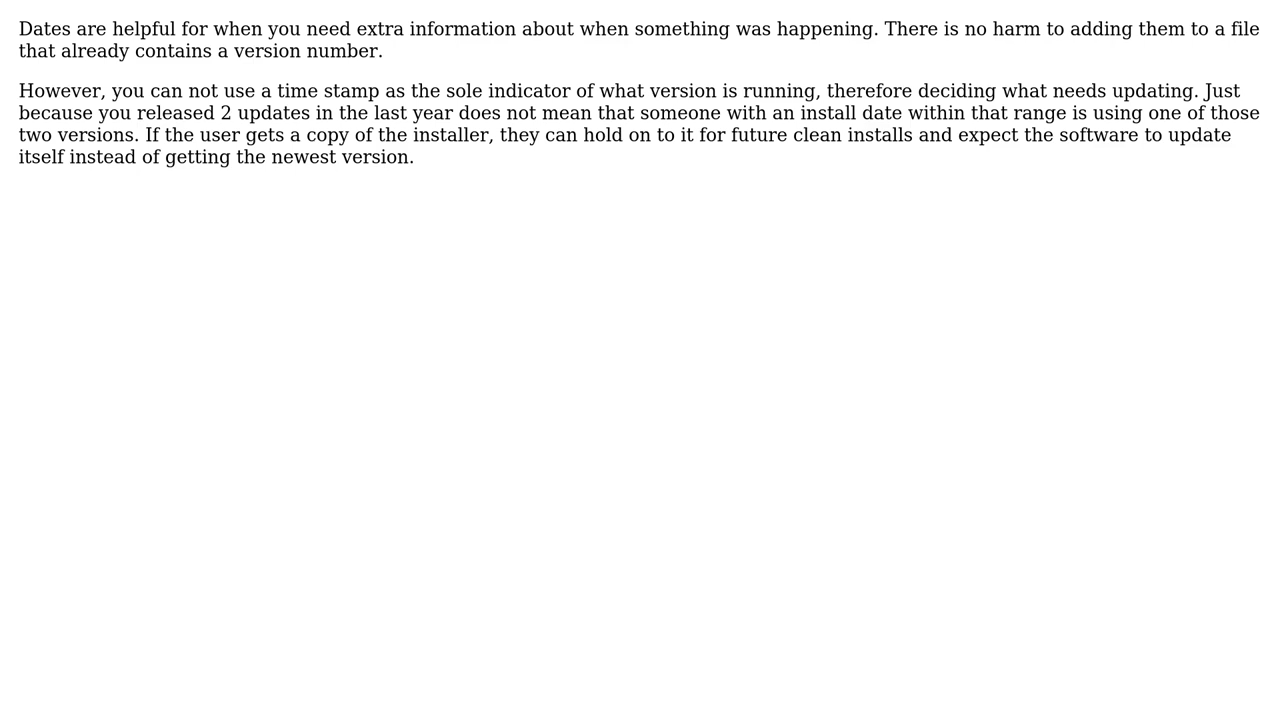 Dates are helpful for when you need extra information about when something was happening. There is no harm to adding them to a file
that already contains a version number.
However, you can not use a time stamp as the sole indicator of what version is running, therefore deciding what needs updating. Just
because you released 2 updates in the last year does not mean that someone with an install date within that range is using one of those
two versions. If the user gets a copy of the installer, they can hold on to it for future clean installs and expect the software to update
itself instead of getting the newest version.